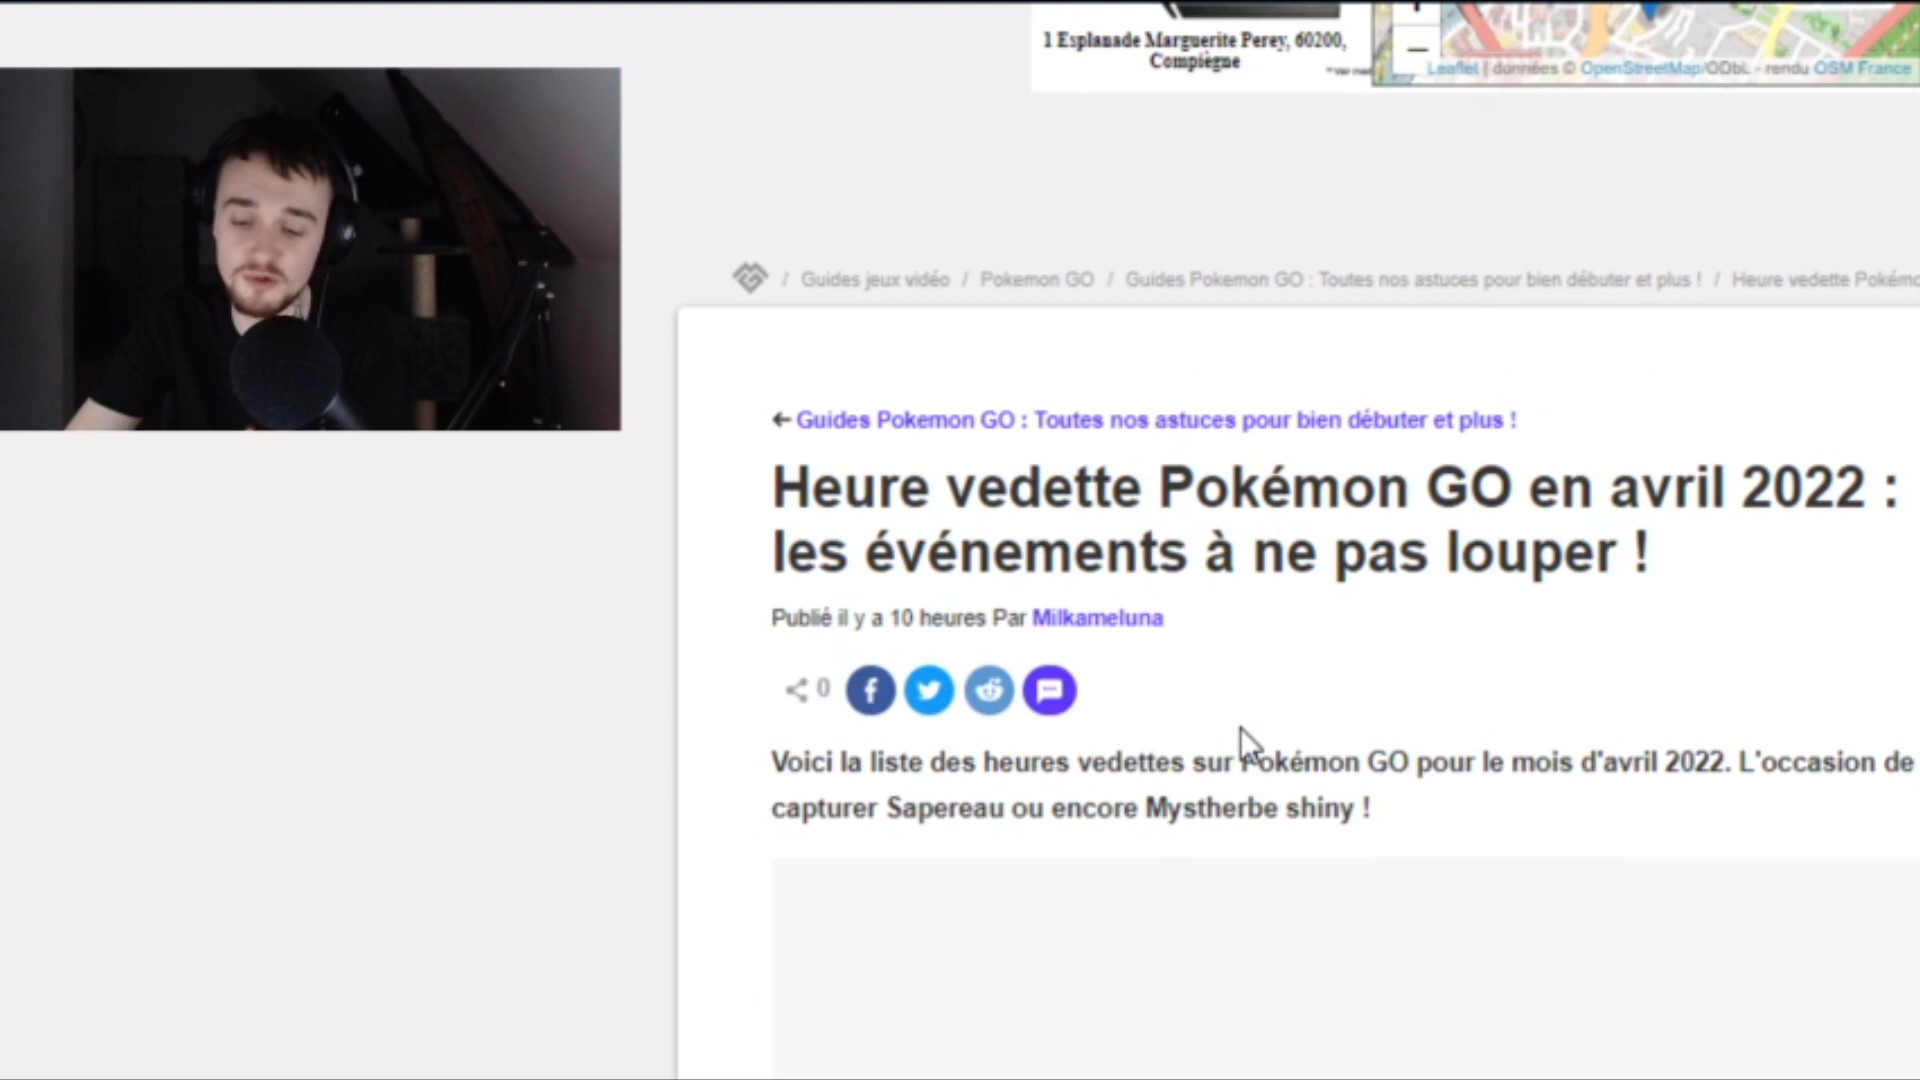 1 Esplanade Marguerite Perey, 60200,
Compiègne
Leaflet | données © OpenStreetMap/ODbL - rendu OSM France
/ Guides jeux vidéo / Pokemon GO / Guides Pokemon GO : Toutes nos astuces pour bien débuter et plus ! / Heure vedette Pokémo
← Guides Pokemon GO : Toutes nos astuces pour bien débuter et plus !
Heure vedette Pokémon GO en avril 2022 :
les événements à ne pas louper !
Publié il y a 10 heures Par Milkameluna
0
Voici la liste des heures vedettes sur Pokémon GO pour le mois d'avril 2022. L'occasion de
capturer Sapereau ou encore Mystherbe shiny !